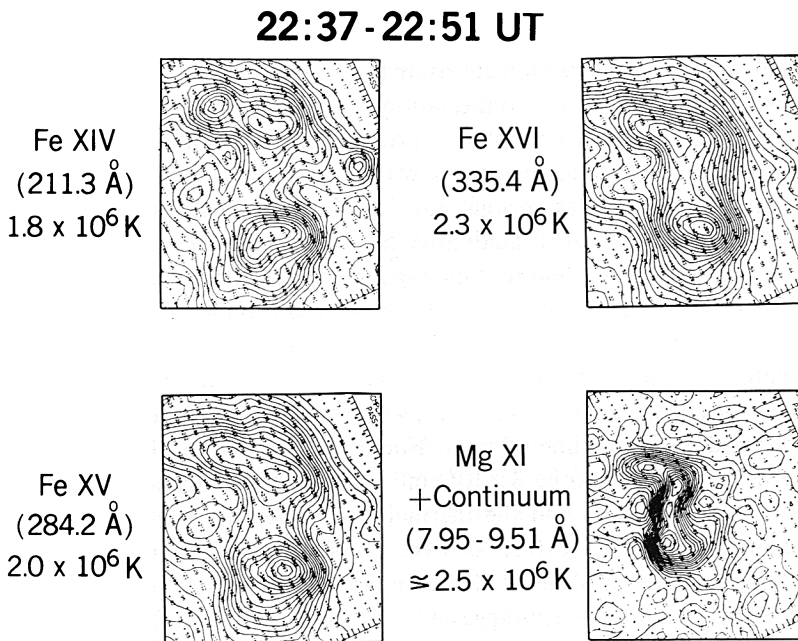 22:37-22:51 UT
Fe XIV
(211.3 Å)
1.8 x 10⁶ K
Fe XVI
(335.4 Å)
2.3 x 10⁶ K
Fe XV
(284.2 Å)
2.0 x 10⁶ K
Mg XI
+Continuum
(7.95-9.51 Å)
≈2.5 x 10⁶ K